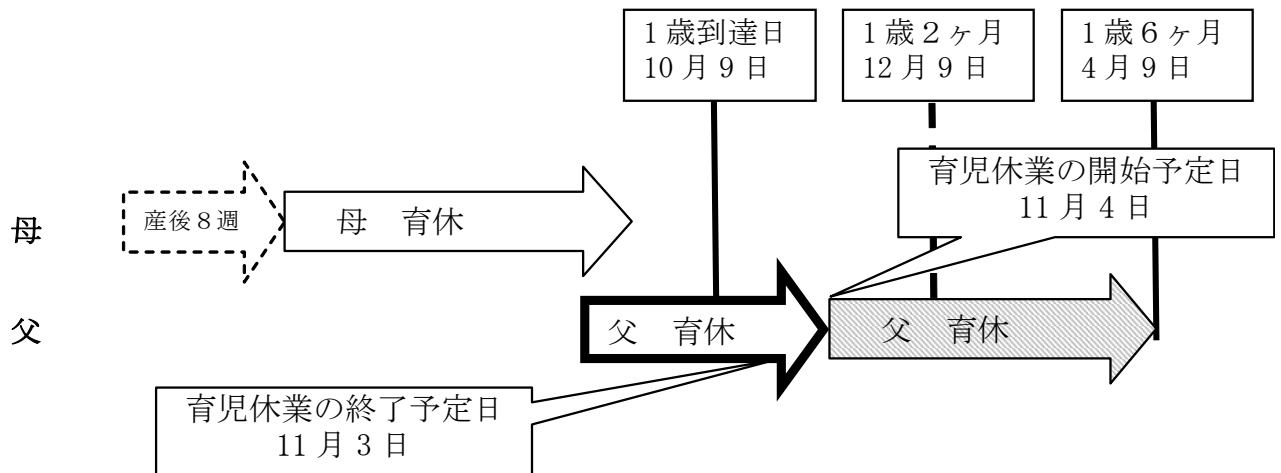 1歳到達日
10月9日
1歳2ヶ月
12月9日
1歳6ヶ月
4月9日
育児休業の開始予定日
11月4日
母
産後8週
母 育休
父
父 育休
父 育休
育児休業の終了予定日
11月3日